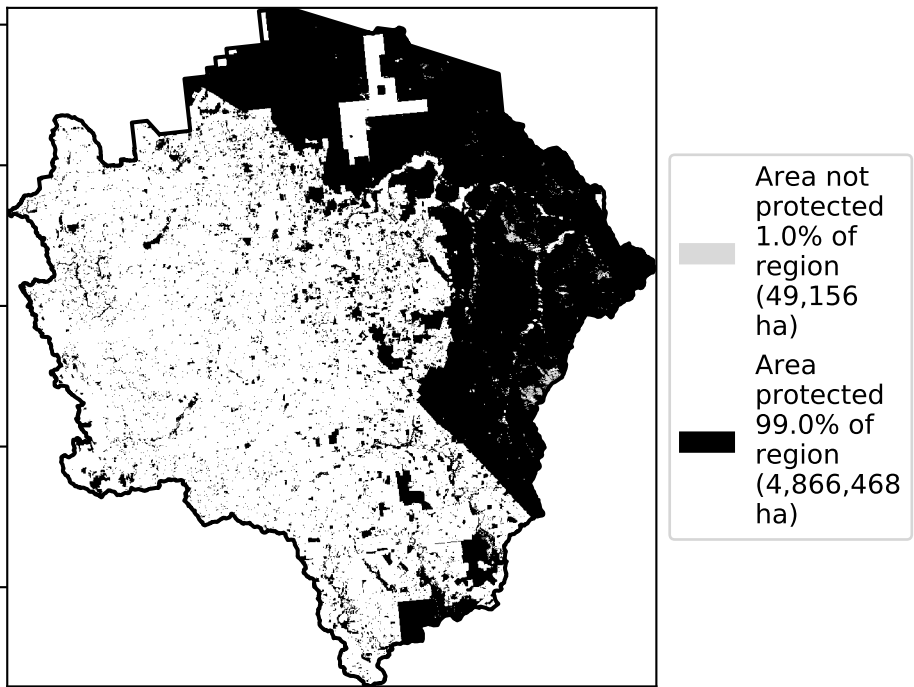 Area not
protected
1.0% of
region
(49,156
ha)
Area
protected
99.0% of
region
(4,866,468
ha)